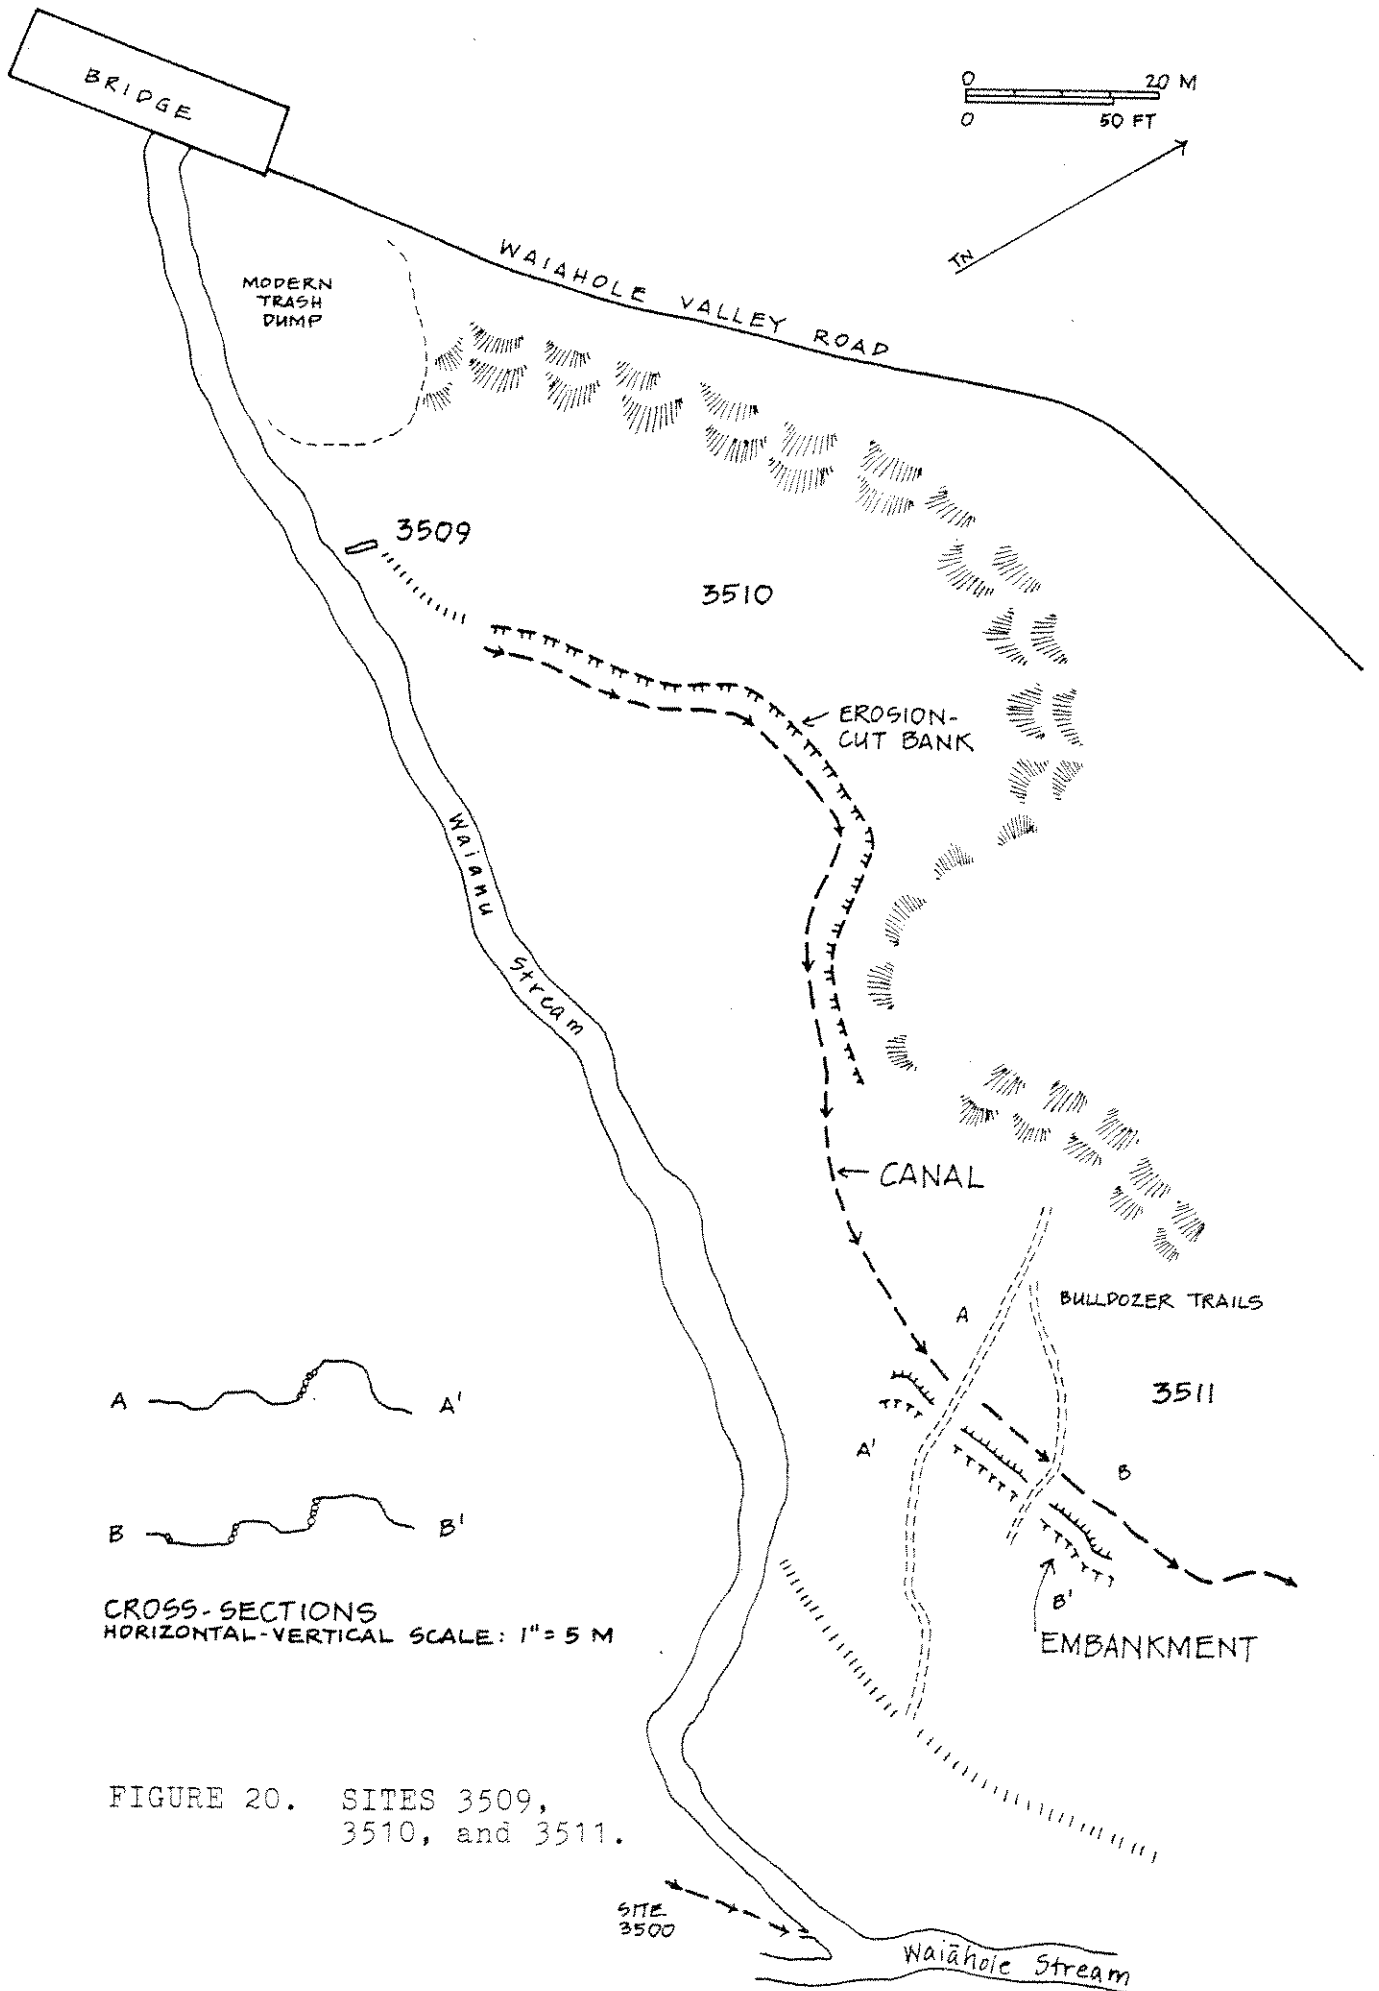 BRIDGE
0 20 M
0 50 FT
TN
WAIAHOLE VALLEY ROAD
MODERN
TRASH
DUMP
3509
3510
EROSION-
CUT BANK
Waianu Stream
CANAL
A
BULLDOZER TRAILS
3511
A'
B
B'
EMBANKMENT
A A'
B B'
CROSS-SECTIONS
HORIZONTAL-VERTICAL SCALE: 1"= 5 M
FIGURE 20. SITES 3509,
3510, and 3511.
SITE
3500
Waiāhole Stream